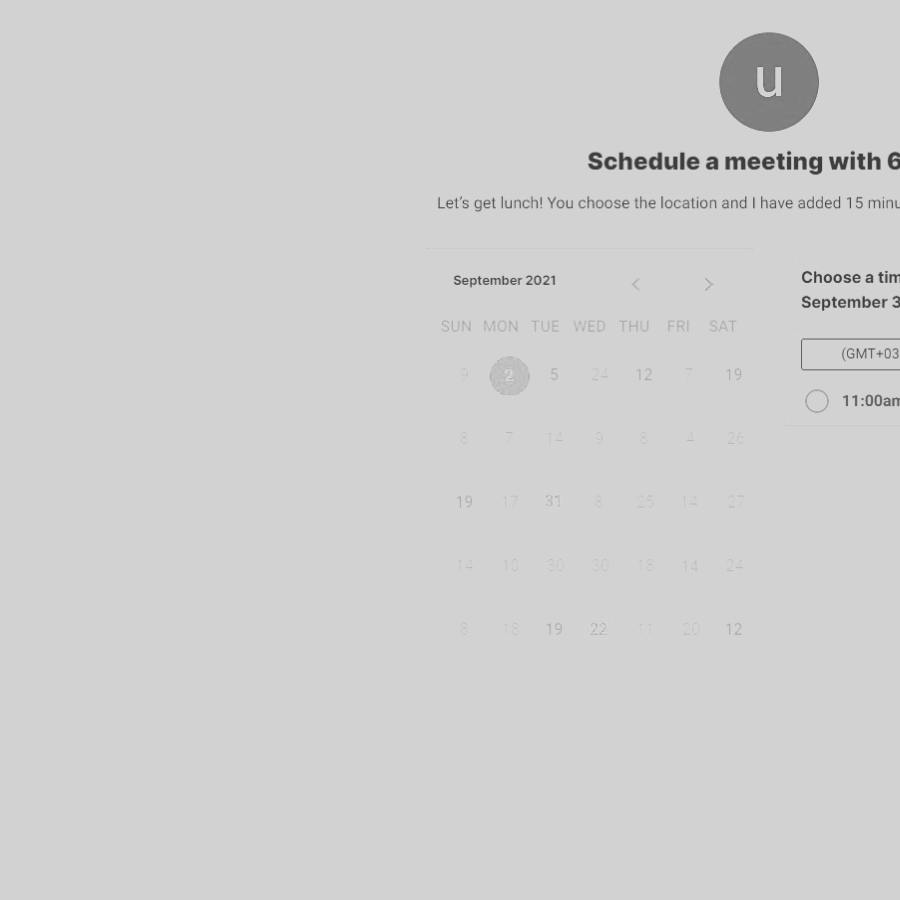 u
Schedule a meeting with 6
Let's get lunch! You choose the location and I have added 15 minu
September 2021
SUN MON TUE WED THU FRI SAT
9 2 5 24 12 7 19
8 7 14 9 8 4 26
19 17 31 8 25 14 27
14 10 30 30 18 14 24
8 18 19 22 11 20 12
Choose a tim
September 3
(GMT+03
11:00am